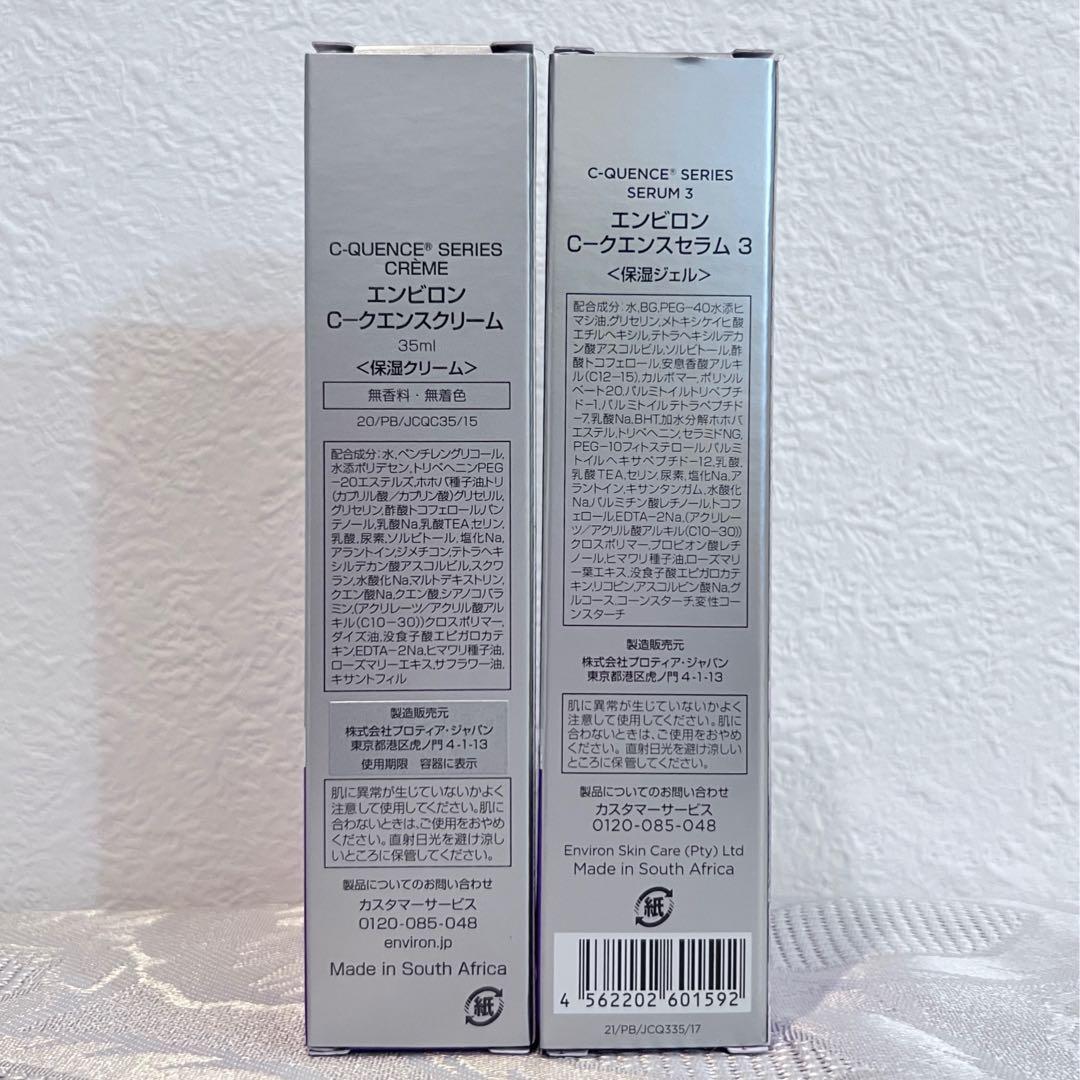 C-QUENCE® SERIES
CRÈME
エンビロン
C-クエンスクリーム
35ml
<保湿クリーム>
無香料・無着色
20/PB/JCQC35/15
配合成分:水,ペンチレングリコール,
水添ポリデセン,トリベヘニンPEG
-20エステルズ,ホホバ種子油トリ
(カプリル酸/カプリン酸)グリセリル,
グリセリン,酢酸トコフェロールパン
テノール,乳酸Na,乳酸TEAセリン,
乳酸,尿素,ソルビトール,塩化Na,
アラントイン,ジメチコン,テトラヘキ
シルデカン酸アスコルビル,スクワ
ラン,水酸化Na,マルトデキストリン,
クエン酸Na,クエン酸,シアノコバラ
ミン,(アクリレーツ/アクリル酸アル
キル(C10-30))クロスポリマー,
ダイズ油,没食子酸エピガロカテ
キン,EDTA-2Na,ヒマワリ種子油,
ローズマリーエキス,サフラワー油,
キサントフィル
製造販売元
株式会社プロティア・ジャパン
東京都港区虎ノ門4-1-13
使用期限 容器に表示
肌に異常が生じていないかよく
注意して使用してください。肌に
合わないときは、ご使用をおやめ
ください。直射日光を避け涼し
いところに保管してください。
製品についてのお問い合わせ
カスタマーサービス
0120-085-048
environ.jp
Made in South Africa
紙
C-QUENCE® SERIES
SERUM 3
エンビロン
C-クエンスセラム 3
<保湿ジェル>
配合成分:水,BG,PEG-40水添ヒ
マシ油,グリセリン,メトキシケイヒ酸
エチルヘキシル,テトラヘキシルデカ
ン酸アスコルビル,ソルビトール,酢
酸トコフェロール,安息香酸アルキ
ル(C12-15),カルボマー,ポリソル
ベート20,パルミトイルトリペプチ
ド-1,パルミトイルテトラペプチド
-7,乳酸Na,BHT,加水分解ホホバ
エステル,トリベヘニン,セラミドNG,
PEG-10フィトステロール,パルミ
トイルヘキサペプチド-12,乳酸,
乳酸TEA,セリン,尿素,塩化Na,ア
ラントイン,キサンタンガム,水酸化
Na,パルミチン酸レチノール,トコフ
ェロール,EDTA-2Na,(アクリレー
ツ/アクリル酸アルキル(C10-30))
クロスポリマー,プロピオン酸レチ
ノール,ヒマワリ種子油,ローズマリ
ー葉エキス,没食子酸エピガロカテ
キン,リコピン,アスコルビン酸Na,グ
ルコース,コーンスターチ,変性コー
ンスターチ
製造販売元
株式会社プロティア・ジャパン
東京都港区虎ノ門4-1-13
肌に異常が生じていないかよく
注意して使用してください。肌に
合わないときは、ご使用をおやめ
ください。直射日光を避け涼しい
ところに保管してください。
製品についてのお問い合わせ
カスタマーサービス
0120-085-048
Environ Skin Care (Pty) Ltd
Made in South Africa
紙
4 562202 601592
21/PB/JCQ335/17